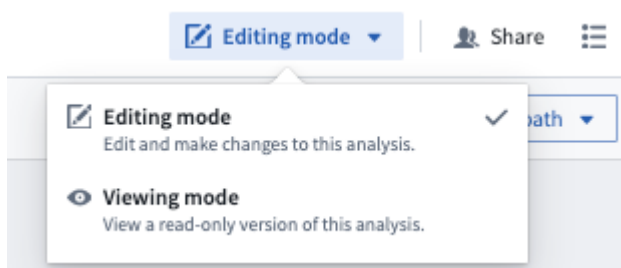 Editing mode
Share
Editing mode
Edit and make changes to this analysis.
Viewing mode
View a read-only version of this analysis.